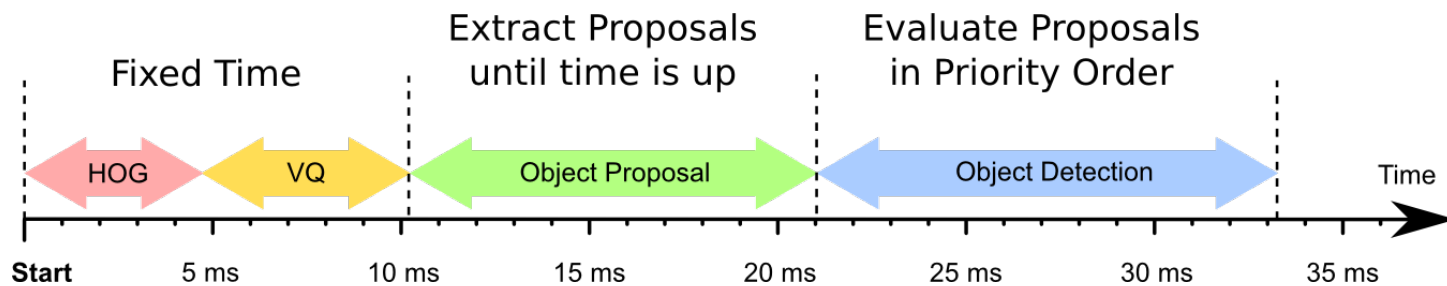 Fixed Time
Extract Proposals
until time is up
Evaluate Proposals
in Priority Order
HOG
VQ
Object Proposal
Object Detection
Time
Start
5 ms
10 ms
15 ms
20 ms
25 ms
30 ms
35 ms